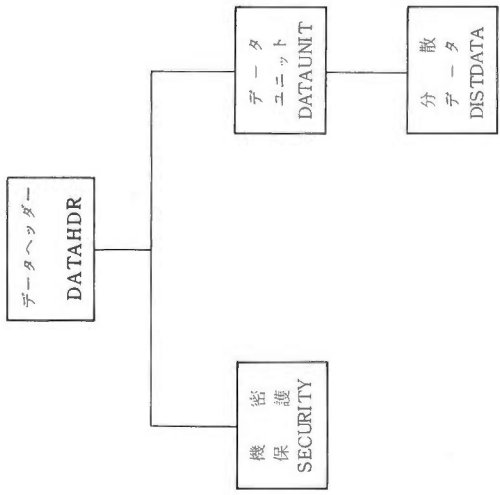 データヘッダー
DATAHDR
機密
保護
SECURITY
データ
ユニット
DATAUNIT
分散
データ
DISTDATA